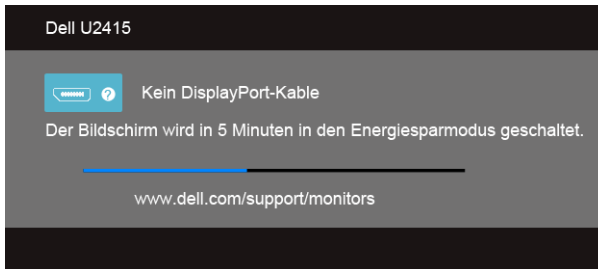 Dell U2415
Kein DisplayPort-Kable
Der Bildschirm wird in 5 Minuten in den Energiesparmodus geschaltet.
www.dell.com/support/monitors